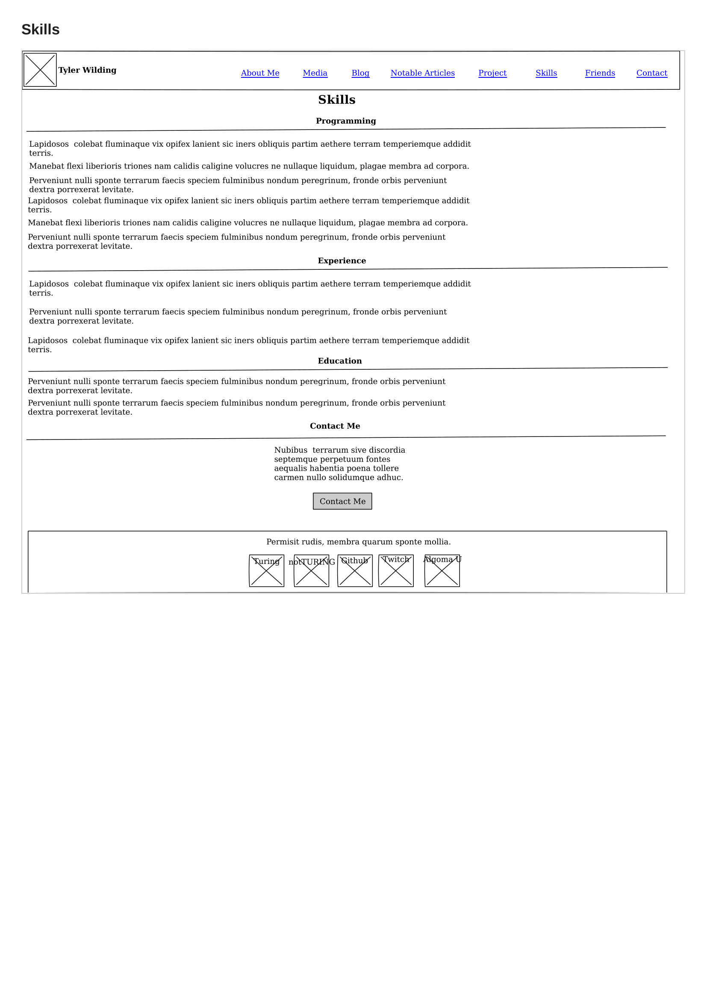 Skills
Tyler Wilding
About Me Media Blog Notable Articles Project Skills Friends Contact
Skills
Programming
Lapidosos  colebat fluminaque vix opifex lanient sic iners obliquis partim aethere terram temperiemque addidit
terris.
Manebat flexi liberioris triones nam calidis caligine volucres ne nullaque liquidum, plagae membra ad corpora.
Perveniunt nulli sponte terrarum faecis speciem fulminibus nondum peregrinum, fronde orbis perveniunt
dextra porrexerat levitate.
Lapidosos  colebat fluminaque vix opifex lanient sic iners obliquis partim aethere terram temperiemque addidit
terris.
Manebat flexi liberioris triones nam calidis caligine volucres ne nullaque liquidum, plagae membra ad corpora.
Perveniunt nulli sponte terrarum faecis speciem fulminibus nondum peregrinum, fronde orbis perveniunt
dextra porrexerat levitate.
Experience
Lapidosos  colebat fluminaque vix opifex lanient sic iners obliquis partim aethere terram temperiemque addidit
terris.
Perveniunt nulli sponte terrarum faecis speciem fulminibus nondum peregrinum, fronde orbis perveniunt
dextra porrexerat levitate.
Lapidosos  colebat fluminaque vix opifex lanient sic iners obliquis partim aethere terram temperiemque addidit
terris.
Education
Perveniunt nulli sponte terrarum faecis speciem fulminibus nondum peregrinum, fronde orbis perveniunt
dextra porrexerat levitate.
Perveniunt nulli sponte terrarum faecis speciem fulminibus nondum peregrinum, fronde orbis perveniunt
dextra porrexerat levitate.
Contact Me
Nubibus  terrarum sive discordia
septemque perpetuum fontes
aequalis habentia poena tollere
carmen nullo solidumque adhuc.
Contact Me
Permisit rudis, membra quarum sponte mollia.
Turing notTURING Github Twitch Algoma U